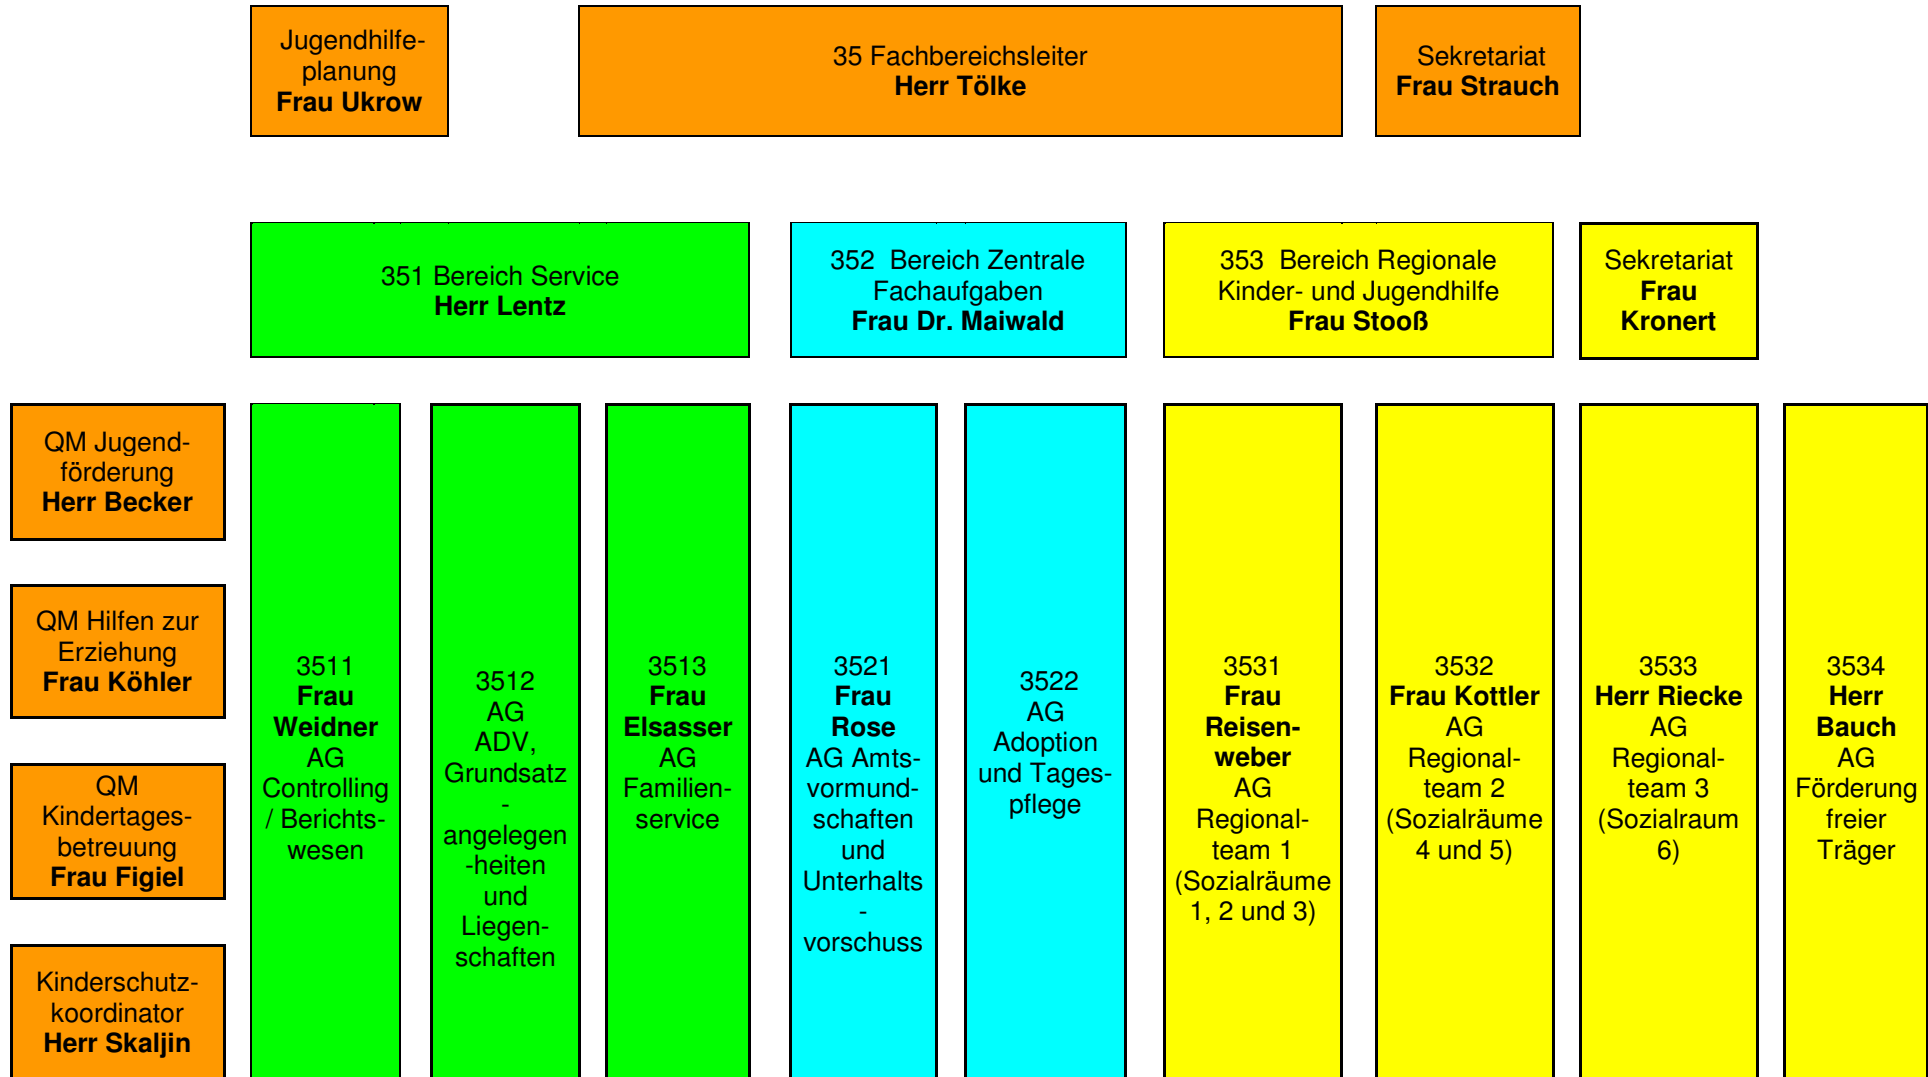 Jugendhilfe-
planung
Frau Ukrow
35 Fachbereichsleiter
Herr Tölke
Sekretariat
Frau Strauch
351 Bereich Service
Herr Lentz
352  Bereich Zentrale
Fachaufgaben
Frau Dr. Maiwald
353  Bereich Regionale
Kinder- und Jugendhilfe
Frau Stooß
Sekretariat
Frau
Kronert
QM Jugend-
förderung
Herr Becker
QM Hilfen zur
Erziehung
Frau Köhler
QM
Kindertages-
betreuung
Frau Figiel
Kinderschutz-
koordinator
Herr Skaljin
3511
Frau
Weidner
AG
Controlling
/ Berichts-
wesen
3512
AG
ADV,
Grundsatz
-
angelegen
-heiten
und
Liegen-
schaften
3513
Frau
Elsasser
AG
Familien-
service
3521
Frau
Rose
AG Amts-
vormund-
schaften
und
Unterhalts
-
vorschuss
3522
AG
Adoption
und Tages-
pflege
3531
Frau
Reisen-
weber
AG
Regional-
team 1
(Sozialräume
1, 2 und 3)
3532
Frau Kottler
AG
Regional-
team 2
(Sozialräume
4 und 5)
3533
Herr Riecke
AG
Regional-
team 3
(Sozialraum
6)
3534
Herr
Bauch
AG
Förderung
freier
Träger